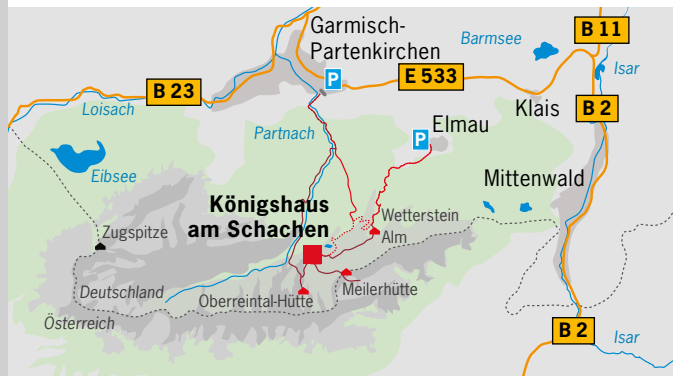 Garmisch-
Partenkirchen
Barmsee
B 11
Isar
P
E 533
B 23
Loisach
Klais
B 2
Partnach
P
Elmau
Eibsee
Mittenwald
Königshaus
am Schachen
Wetterstein
Alm
Zugspitze
Deutschland
Oberreintal-Hütte
Meilerhütte
Österreich
B 2
Isar